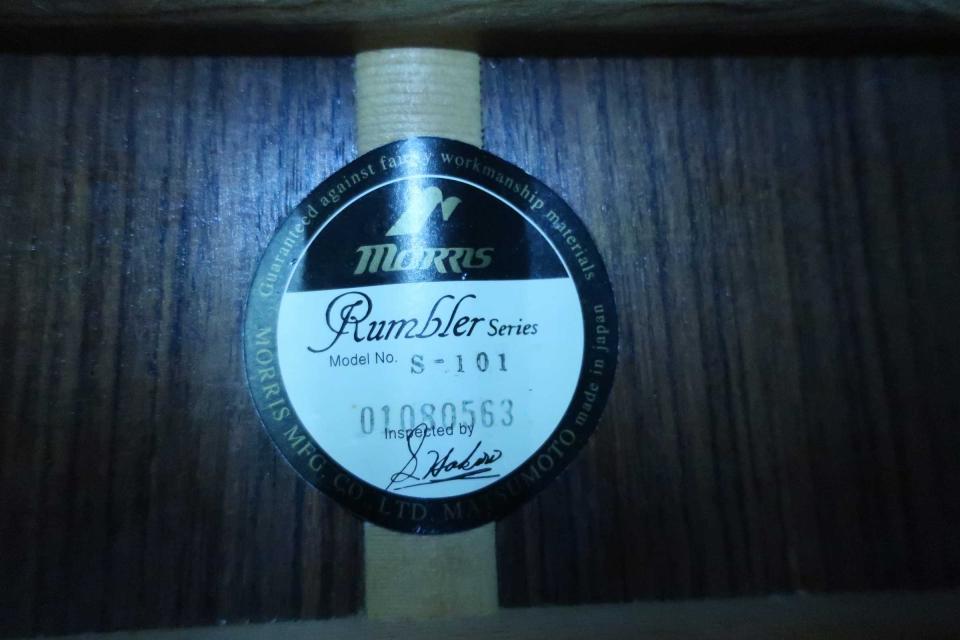 Guaranteed against faulty workmanship materials
MORRIS
Rumbler Series
Model No. S-101
01080563
Inspected by
MORRIS MFG. CO., LTD. MATSUMOTO made in japan